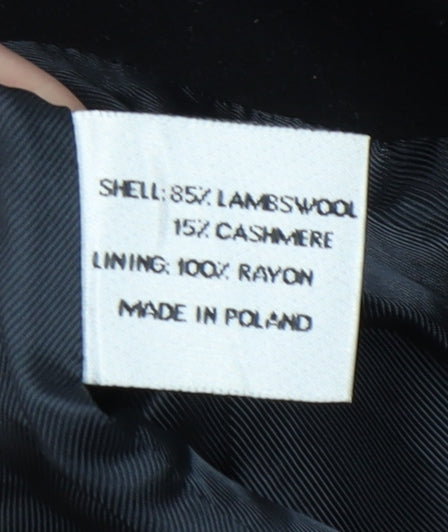 SHELL: 85% LAMBSWOOL
15% CASHMERE
LINING: 100% RAYON
MADE IN POLAND